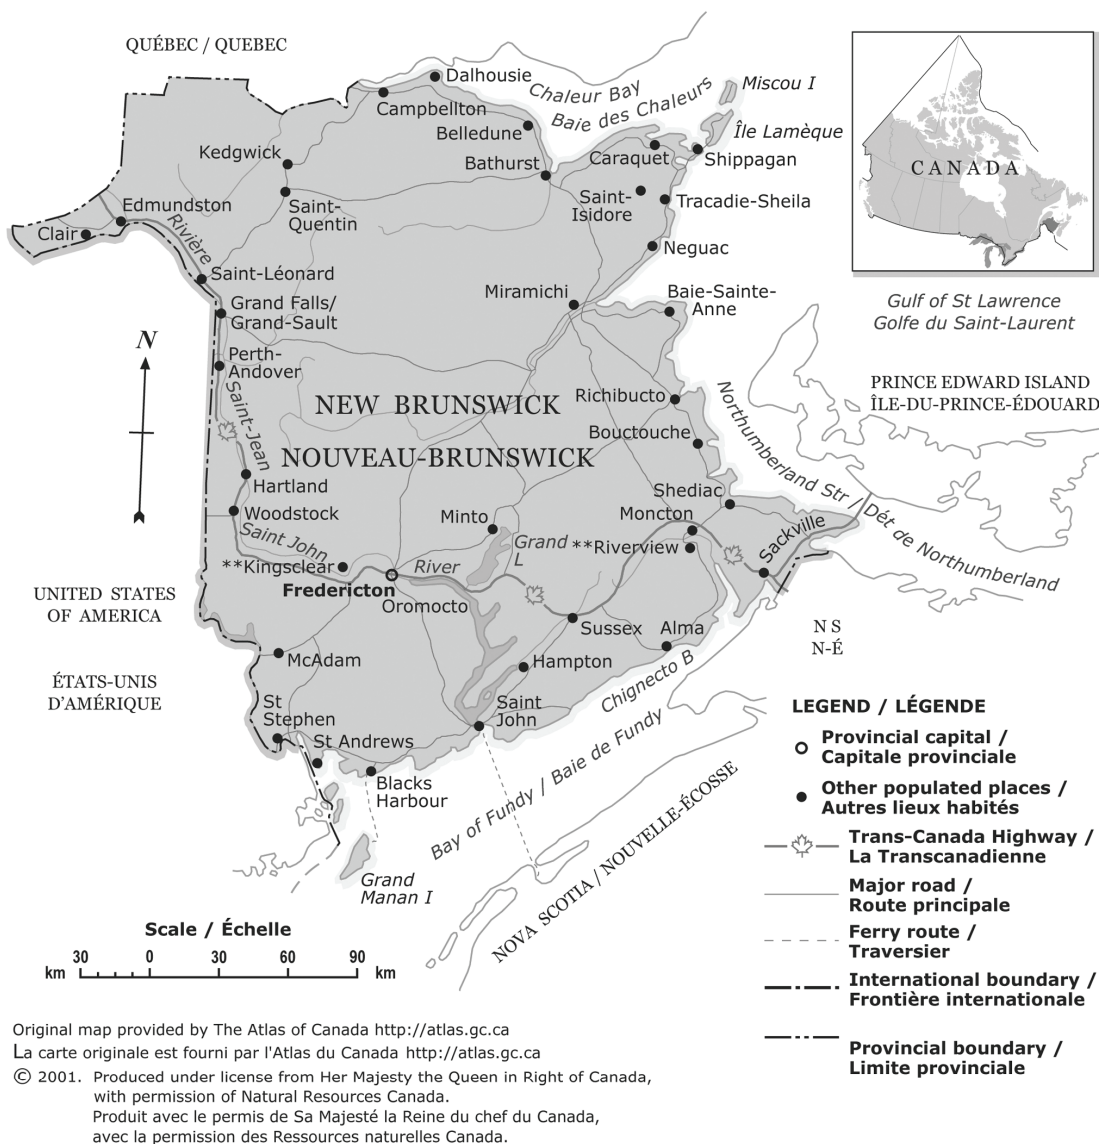 QUÉBEC / QUEBEC
Dalhousie
Campbellton
Chaleur Bay
Baie des Chaleurs
Miscou I
Belledune
Île Lamèque
Kedgwick
Bathurst
Caraquet
Shippagan
CANADA
Saint-
Quentin
Saint-
Isidore
Tracadie-Sheila
Edmundston
Clair
Rivière
Neguac
Saint-Léonard
Miramichi
Baie-Sainte-
Anne
Grand Falls/
Grand-Sault
Gulf of St Lawrence
Golfe du Saint-Laurent
N
Perth-
Andover
Saint-Jean
PRINCE EDWARD ISLAND
ÎLE-DU-PRINCE-ÉDOUARD
NEW BRUNSWICK
NOUVEAU-BRUNSWICK
Richibucto
Bouctouche
Northumberland Str / Dét de Northumberland
Hartland
Woodstock
Shediac
Moncton
Minto
Grand
L
**Riverview
Sackville
Saint John
River
**Kingsclear
Fredericton
Oromocto
UNITED STATES
OF AMERICA
Sussex
Alma
N S
N-É
McAdam
Hampton
ÉTATS-UNIS
D'AMÉRIQUE
Chignecto B
St
Stephen
Saint
John
St Andrews
Blacks
Harbour
Bay of Fundy / Baie de Fundy
Grand
Manan I
NOVA SCOTIA / NOUVELLE-ÉCOSSE
LEGEND / LÉGENDE
Provincial capital /
Capitale provinciale
Other populated places /
Autres lieux habités
Trans-Canada Highway /
La Transcanadienne
Major road /
Route principale
Ferry route /
Traversier
International boundary /
Frontière internationale
Provincial boundary /
Limite provinciale
Scale / Échelle
30 0 30 60 90
km km
Original map provided by The Atlas of Canada http://atlas.gc.ca
La carte originale est fourni par l'Atlas du Canada http://atlas.gc.ca
© 2001. Produced under license from Her Majesty the Queen in Right of Canada,
with permission of Natural Resources Canada.
Produit avec le permis de Sa Majesté la Reine du chef du Canada,
avec la permission des Ressources naturelles Canada.